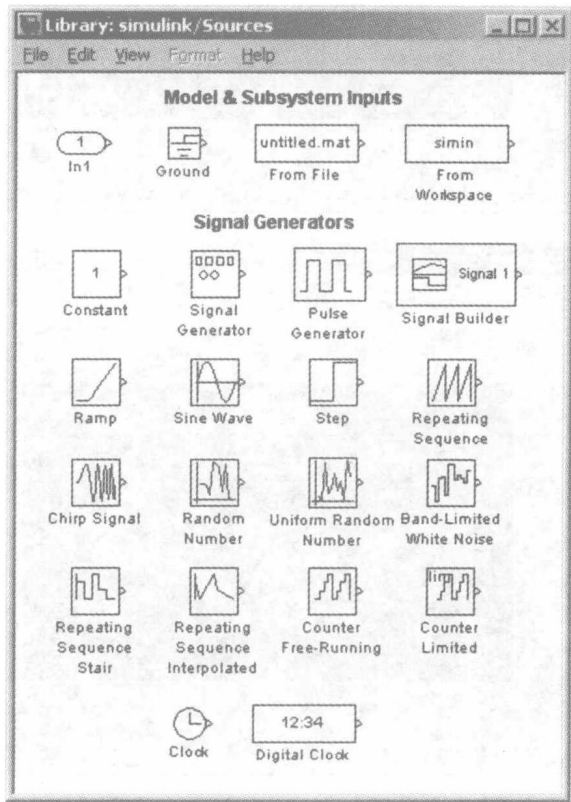 Library: simulink/Sources
File Edit View Format Help
Model & Subsystem Inputs
1
In1
Ground
untitled.mat
From File
simin
From
Workspace
Signal Generators
1
Constant
Signal
Generator
Pulse
Generator
Signal 1
Signal Builder
Ramp
Sine Wave
Step
Repeating
Sequence
Chirp Signal
Random
Number
Uniform Random
Number
Band-Limited
White Noise
Repeating
Sequence
Stair
Repeating
Sequence
Interpolated
Counter
Free-Running
lim
Counter
Limited
Clock
12:34
Digital Clock